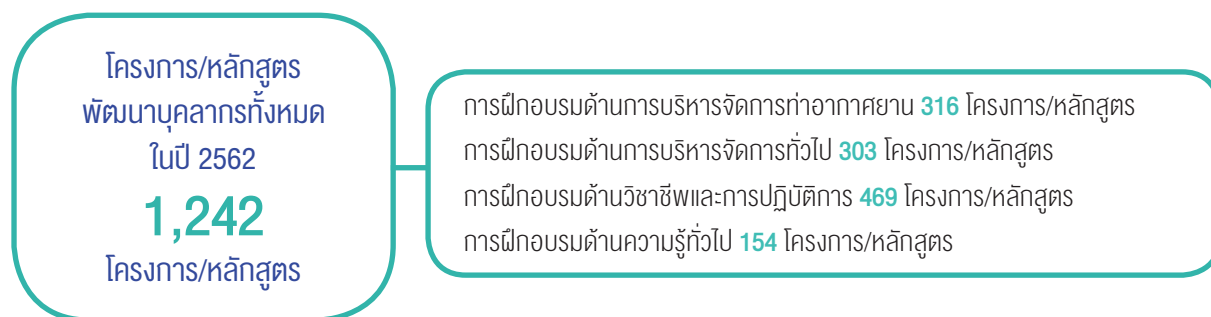 โครงการ/หลักสูตร
พัฒนาบุคลากรทั้งหมด
ในปี 2562
1,242
โครงการ/หลักสูตร
การฝึกอบรมด้านการบริหารจัดการท่าอากาศยาน 316 โครงการ/หลักสูตร
การฝึกอบรมด้านการบริหารจัดการทั่วไป 303 โครงการ/หลักสูตร
การฝึกอบรมด้านวิชาชีพและการปฏิบัติการ 469 โครงการ/หลักสูตร
การฝึกอบรมด้านความรู้ทั่วไป 154 โครงการ/หลักสูตร